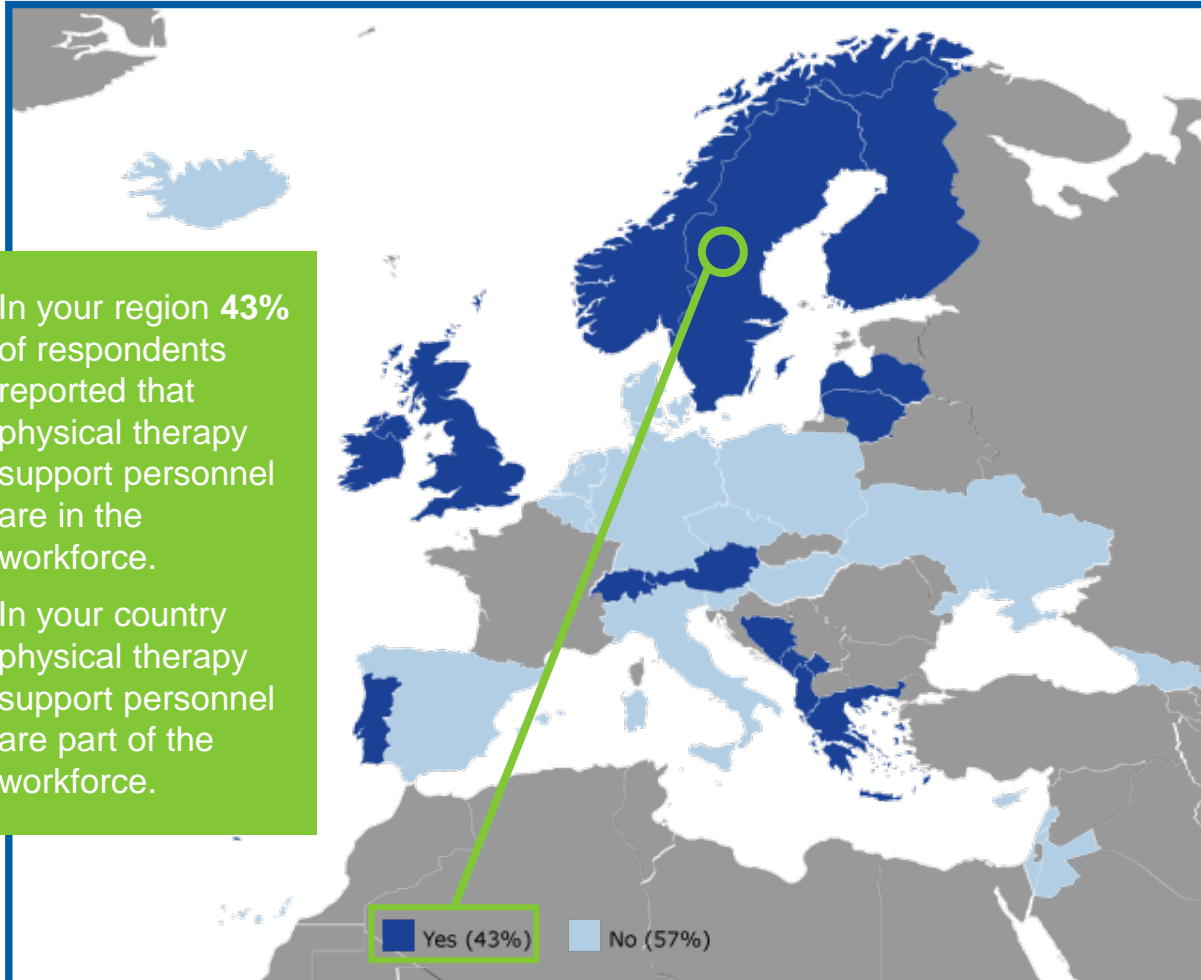 In your region 43%
of respondents
reported that
physical therapy
support personnel
are in the
workforce.
In your country
physical therapy
support personnel
are part of the
workforce.
Yes (43%)
No (57%)